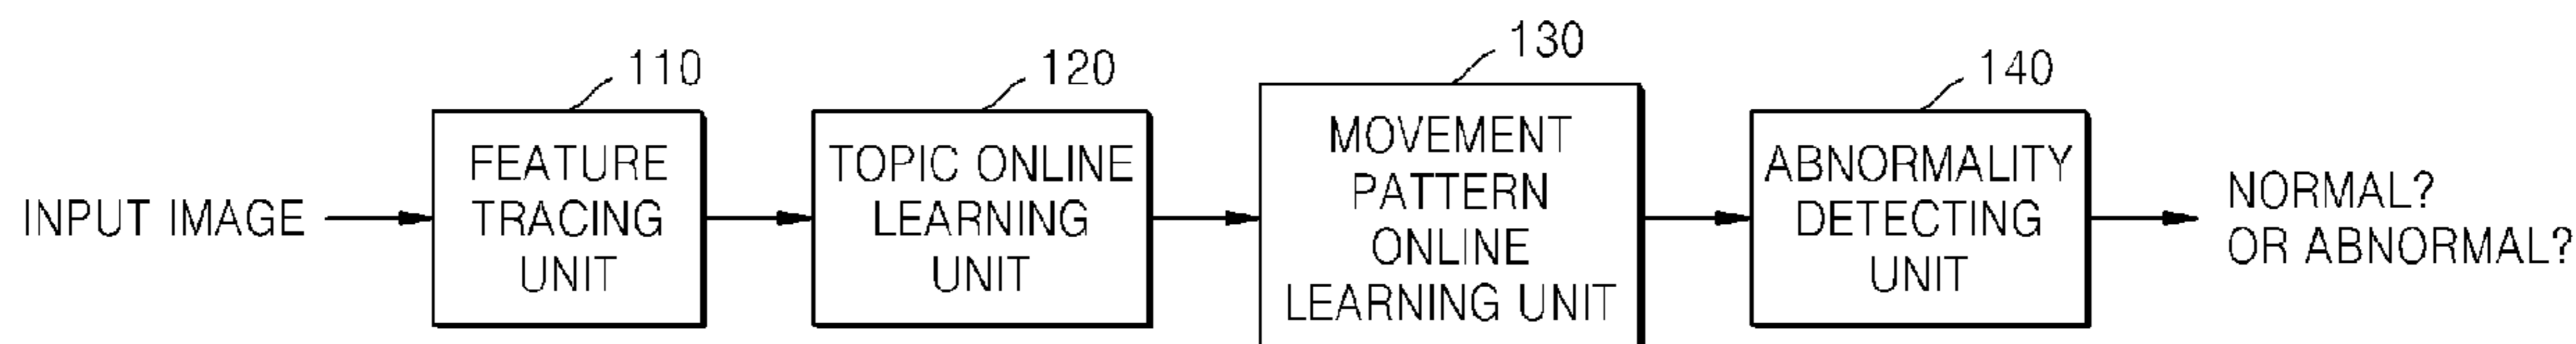 110
120
130
140
INPUT IMAGE
FEATURE
TRACING
UNIT
TOPIC ONLINE
LEARNING
UNIT
MOVEMENT
PATTERN
ONLINE
LEARNING UNIT
ABNORMALITY
DETECTING
UNIT
NORMAL?
OR ABNORMAL?